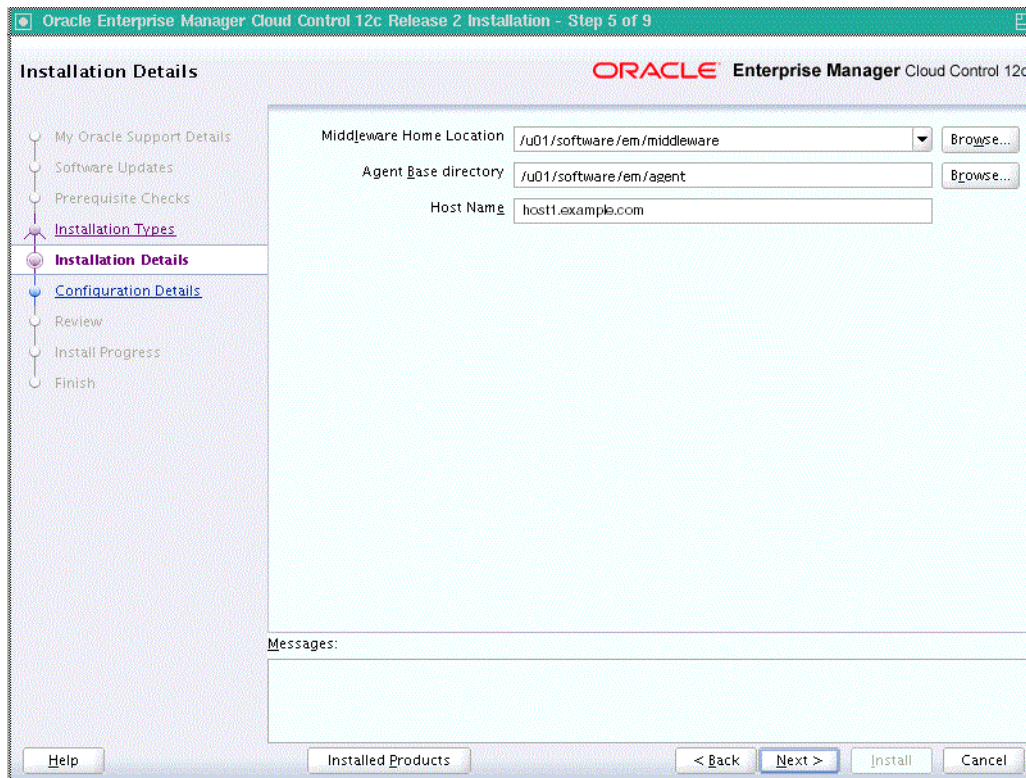 Oracle Enterprise Manager Cloud Control 12c Release 2 Installation - Step 5 of 9
Installation Details
ORACLE Enterprise Manager Cloud Control 12c
My Oracle Support Details
Software Updates
Prerequisite Checks
Installation Types
Installation Details
Configuration Details
Review
Install Progress
Finish
Middleware Home Location /u01/software/em/middleware Browse...
Agent Base directory /u01/software/em/agent Browse...
Host Name host1.example.com
Messages:
Help Installed Products < Back Next > Install Cancel